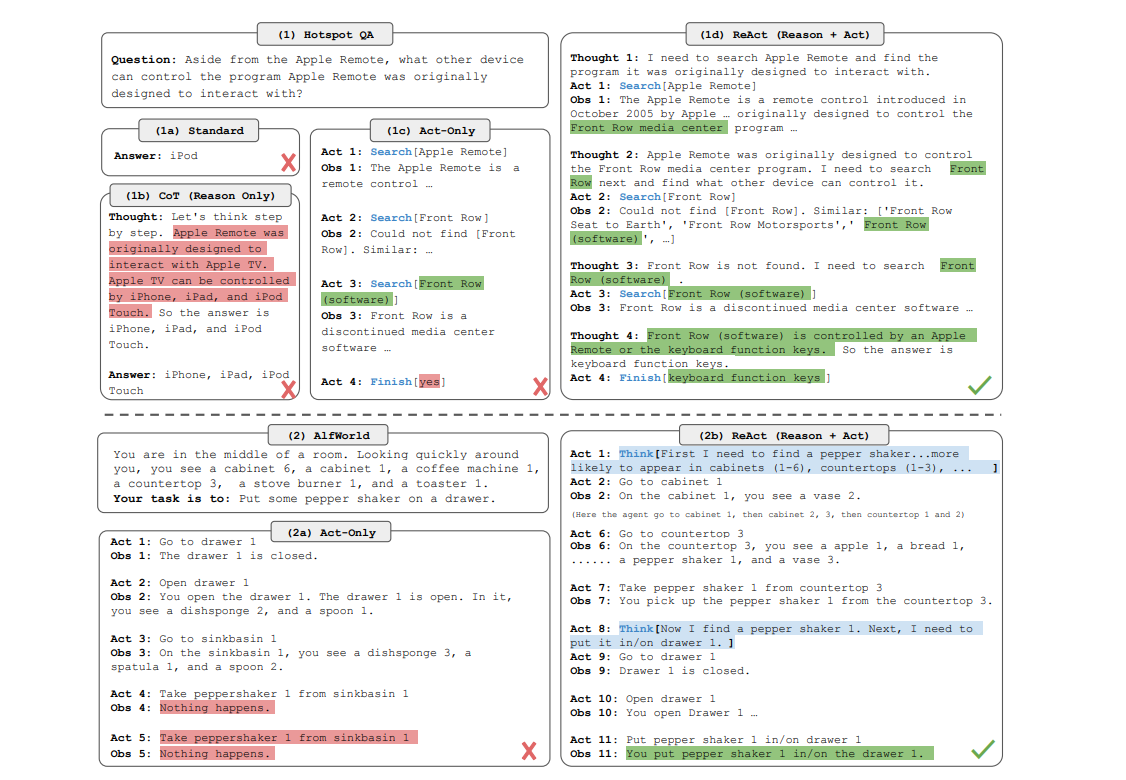 (1) Hotspot QA
Question: Aside from the Apple Remote, what other device
can control the program Apple Remote was originally
designed to interact with?
(1a) Standard
Answer: iPod
(1b) CoT (Reason Only)
Thought: Let's think step
by step. Apple Remote was
originally designed to
interact with Apple TV.
Apple TV can be controlled
by iPhone, iPad, and iPod
Touch. So the answer is
iPhone, iPad, and iPod
Touch.
Answer: iPhone, iPad, iPod
Touch
(1c) Act-Only
Act 1: Search[Apple Remote]
Obs 1: The Apple Remote is a
remote control …
Act 2: Search[Front Row]
Obs 2: Could not find [Front
Row]. Similar: …
Act 3: Search[Front Row
(software)]
Obs 3: Front Row is a
discontinued media center
software …
Act 4: Finish[yes]
(1d) ReAct (Reason + Act)
Thought 1: I need to search Apple Remote and find the
program it was originally designed to interact with.
Act 1: Search[Apple Remote]
Obs 1: The Apple Remote is a remote control introduced in
October 2005 by Apple … originally designed to control the
Front Row media center program …
Thought 2: Apple Remote was originally designed to control
the Front Row media center program. I need to search Front
Row next and find what other device can control it.
Act 2: Search[Front Row]
Obs 2: Could not find [Front Row]. Similar: ['Front Row
Seat to Earth', 'Front Row Motorsports',' Front Row
(software)', …]
Thought 3: Front Row is not found. I need to search Front
Row (software) .
Act 3: Search[Front Row (software)]
Obs 3: Front Row is a discontinued media center software …
Thought 4: Front Row (software) is controlled by an Apple
Remote or the keyboard function keys. So the answer is
keyboard function keys.
Act 4: Finish[keyboard function keys]
(2) AlfWorld
You are in the middle of a room. Looking quickly around
you, you see a cabinet 6, a cabinet 1, a coffee machine 1,
a countertop 3, a stove burner 1, and a toaster 1.
Your task is to: Put some pepper shaker on a drawer.
(2a) Act-Only
Act 1: Go to drawer 1
Obs 1: The drawer 1 is closed.
Act 2: Open drawer 1
Obs 2: You open the drawer 1. The drawer 1 is open. In it,
you see a dishsponge 2, and a spoon 1.
Act 3: Go to sinkbasin 1
Obs 3: On the sinkbasin 1, you see a dishsponge 3, a
spatula 1, and a spoon 2.
Act 4: Take peppershaker 1 from sinkbasin 1
Obs 4: Nothing happens.
Act 5: Take peppershaker 1 from sinkbasin 1
Obs 5: Nothing happens.
(2b) ReAct (Reason + Act)
Act 1: Think[First I need to find a pepper shaker...more
likely to appear in cabinets (1-6), countertops (1-3), ... ]
Act 2: Go to cabinet 1
Obs 2: On the cabinet 1, you see a vase 2.
(Here the agent go to cabinet 1, then cabinet 2, 3, then countertop 1 and 2)
Act 6: Go to countertop 3
Obs 6: On the countertop 3, you see a apple 1, a bread 1,
...... a pepper shaker 1, and a vase 3.
Act 7: Take pepper shaker 1 from countertop 3
Obs 7: You pick up the pepper shaker 1 from the countertop 3.
Act 8: Think[Now I find a pepper shaker 1. Next, I need to
put it in/on drawer 1. ]
Act 9: Go to drawer 1
Obs 9: Drawer 1 is closed.
Act 10: Open drawer 1
Obs 10: You open Drawer 1 …
Act 11: Put pepper shaker 1 in/on drawer 1
Obs 11: You put pepper shaker 1 in/on the drawer 1.